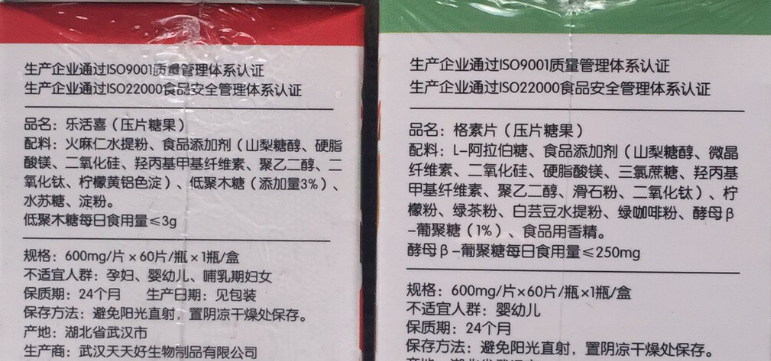 生产企业通过ISO9001质量管理体系认证
生产企业通过ISO22000食品安全管理体系认证
品名：乐活喜（压片糖果）
配料：火麻仁水提粉、食品添加剂（山梨糖醇、硬脂
酸镁、二氧化硅、羟丙基甲基纤维素、聚乙二醇、二
氧化钛、柠檬黄铝色淀）、低聚木糖（添加量3%）、
水苏糖、淀粉。
低聚木糖每日食用量≤3g
规格：600mg/片×60片/瓶×1瓶/盒
不适宜人群：孕妇、婴幼儿、哺乳期妇女
保质期：24个月 生产日期：见包装
保存方法：避免阳光直射，置阴凉干燥处保存。
产地：湖北省武汉市
生产商：武汉天天好生物制品有限公司
生产企业通过ISO9001质量管理体系认证
生产企业通过ISO22000食品安全管理体系认证
品名：格素片（压片糖果）
配料：L-阿拉伯糖、食品添加剂（山梨糖醇、微晶
纤维素、二氧化硅、硬脂酸镁、三氯蔗糖、羟丙基
甲基纤维素、聚乙二醇、滑石粉、二氧化钛）、柠
檬粉、绿茶粉、白芸豆水提粉、绿咖啡粉、酵母β
-葡聚糖（1%）、食品用香精。
酵母β-葡聚糖每日食用量≤250mg
规格：600mg/片×60片/瓶×1瓶/盒
不适宜人群：婴幼儿
保质期：24个月
保存方法：避免阳光直射，置阴凉干燥处保存。